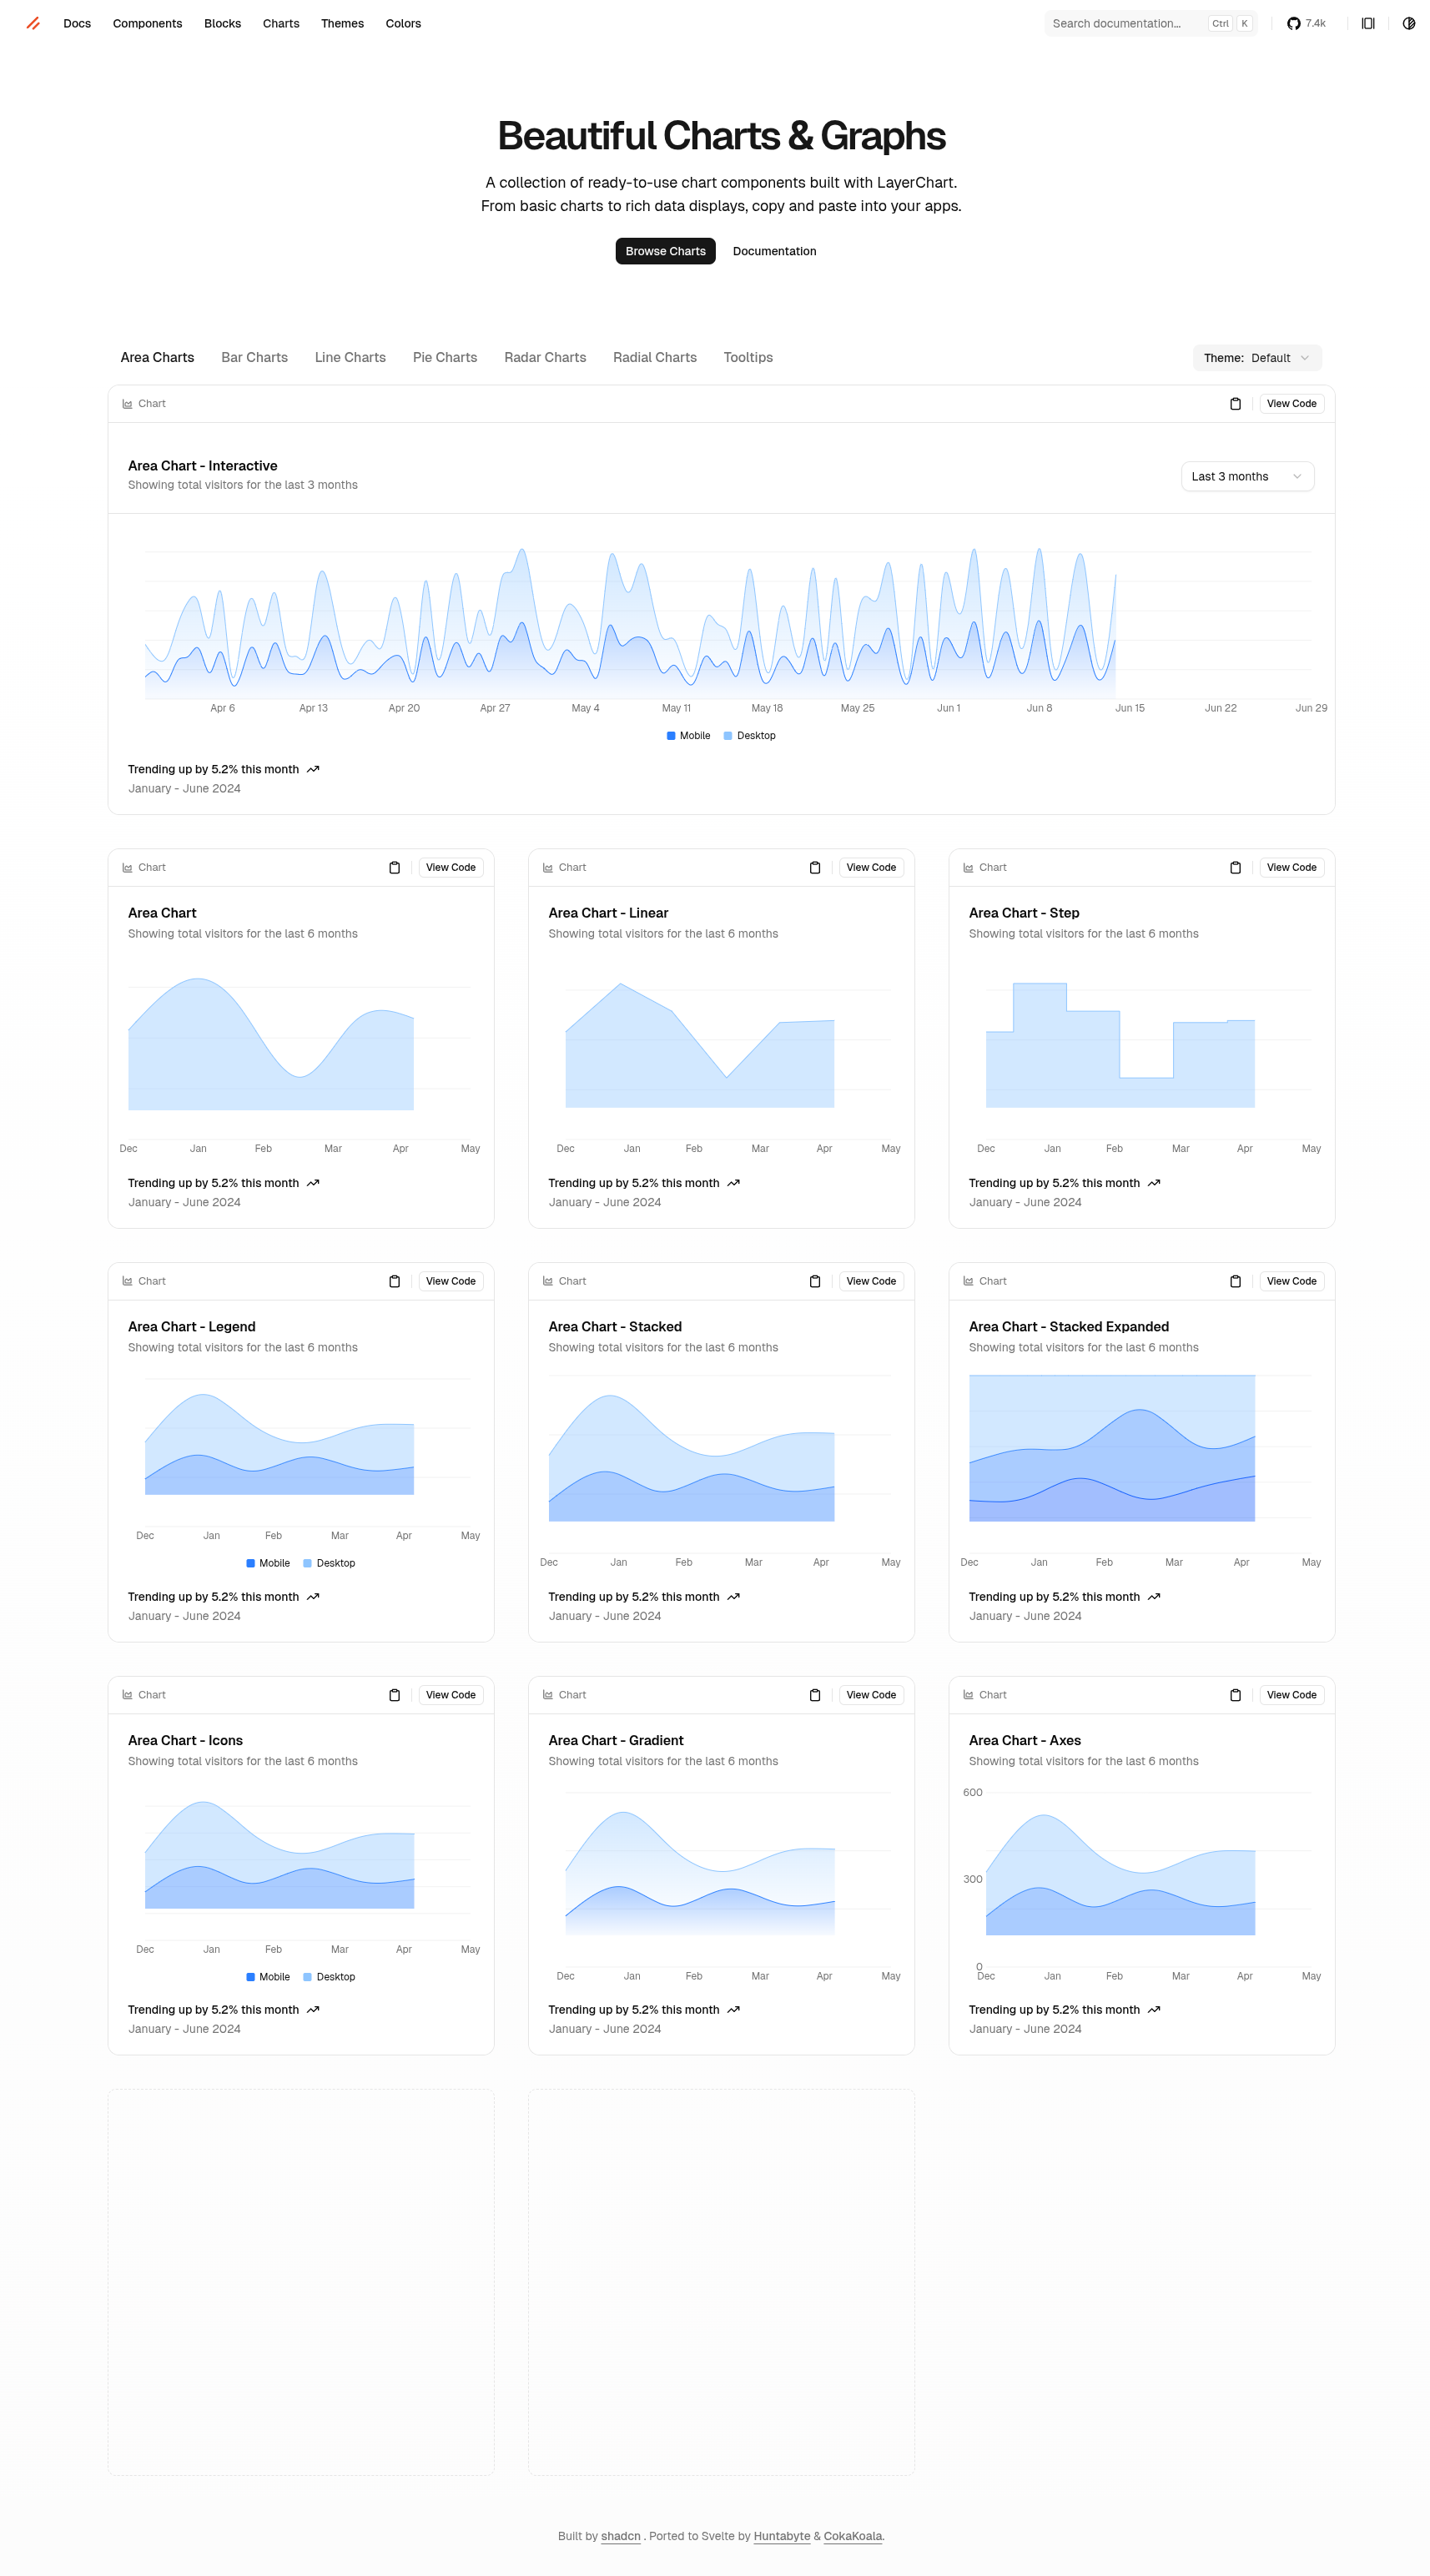 Docs Components Blocks Charts Themes Colors Search documentation... Ctrl K 7.4k
Beautiful Charts & Graphs
A collection of ready-to-use chart components built with LayerChart.
From basic charts to rich data displays, copy and paste into your apps.
Browse Charts Documentation
Area Charts Bar Charts Line Charts Pie Charts Radar Charts Radial Charts Tooltips Theme: Default
Chart View Code
Area Chart - Interactive
Showing total visitors for the last 3 months
Last 3 months
Apr 6 Apr 13 Apr 20 Apr 27 May 4 May 11 May 18 May 25 Jun 1 Jun 8 Jun 15 Jun 22 Jun 29
Mobile Desktop
Trending up by 5.2% this month
January - June 2024
Chart View Code
Area Chart
Showing total visitors for the last 6 months
Dec Jan Feb Mar Apr May
Trending up by 5.2% this month
January - June 2024
Chart View Code
Area Chart - Linear
Showing total visitors for the last 6 months
Dec Jan Feb Mar Apr May
Trending up by 5.2% this month
January - June 2024
Chart View Code
Area Chart - Step
Showing total visitors for the last 6 months
Dec Jan Feb Mar Apr May
Trending up by 5.2% this month
January - June 2024
Chart View Code
Area Chart - Legend
Showing total visitors for the last 6 months
Dec Jan Feb Mar Apr May
Mobile Desktop
Trending up by 5.2% this month
January - June 2024
Chart View Code
Area Chart - Stacked
Showing total visitors for the last 6 months
Dec Jan Feb Mar Apr May
Trending up by 5.2% this month
January - June 2024
Chart View Code
Area Chart - Stacked Expanded
Showing total visitors for the last 6 months
Dec Jan Feb Mar Apr May
Trending up by 5.2% this month
January - June 2024
Chart View Code
Area Chart - Icons
Showing total visitors for the last 6 months
Dec Jan Feb Mar Apr May
Mobile Desktop
Trending up by 5.2% this month
January - June 2024
Chart View Code
Area Chart - Gradient
Showing total visitors for the last 6 months
Dec Jan Feb Mar Apr May
Trending up by 5.2% this month
January - June 2024
Chart View Code
Area Chart - Axes
Showing total visitors for the last 6 months
600
300
0
Dec Jan Feb Mar Apr May
Trending up by 5.2% this month
January - June 2024
Built by shadcn . Ported to Svelte by Huntabyte & CokaKoala.